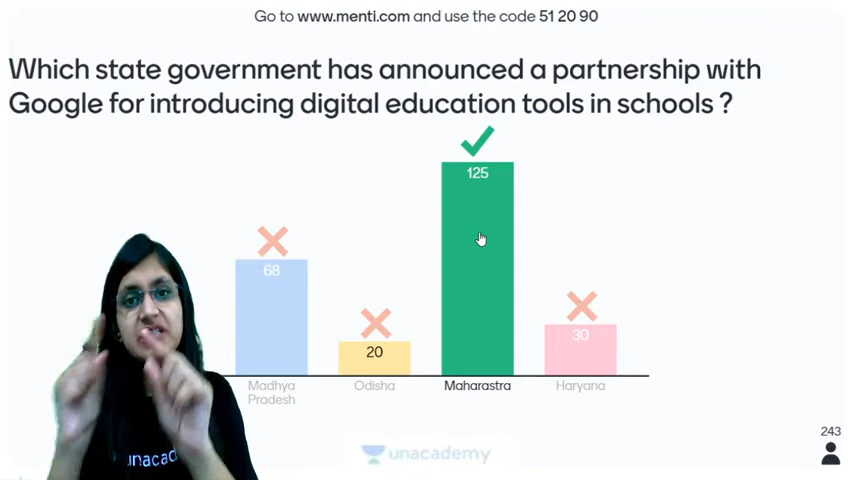 Go to www.menti.com and use the code 51 20 90
Which state government has announced a partnership with
Google for introducing digital education tools in schools ?
125
68
30
20
Madhya
Pradesh
Odisha
Maharastra
Haryana
243
unacad
unacademy